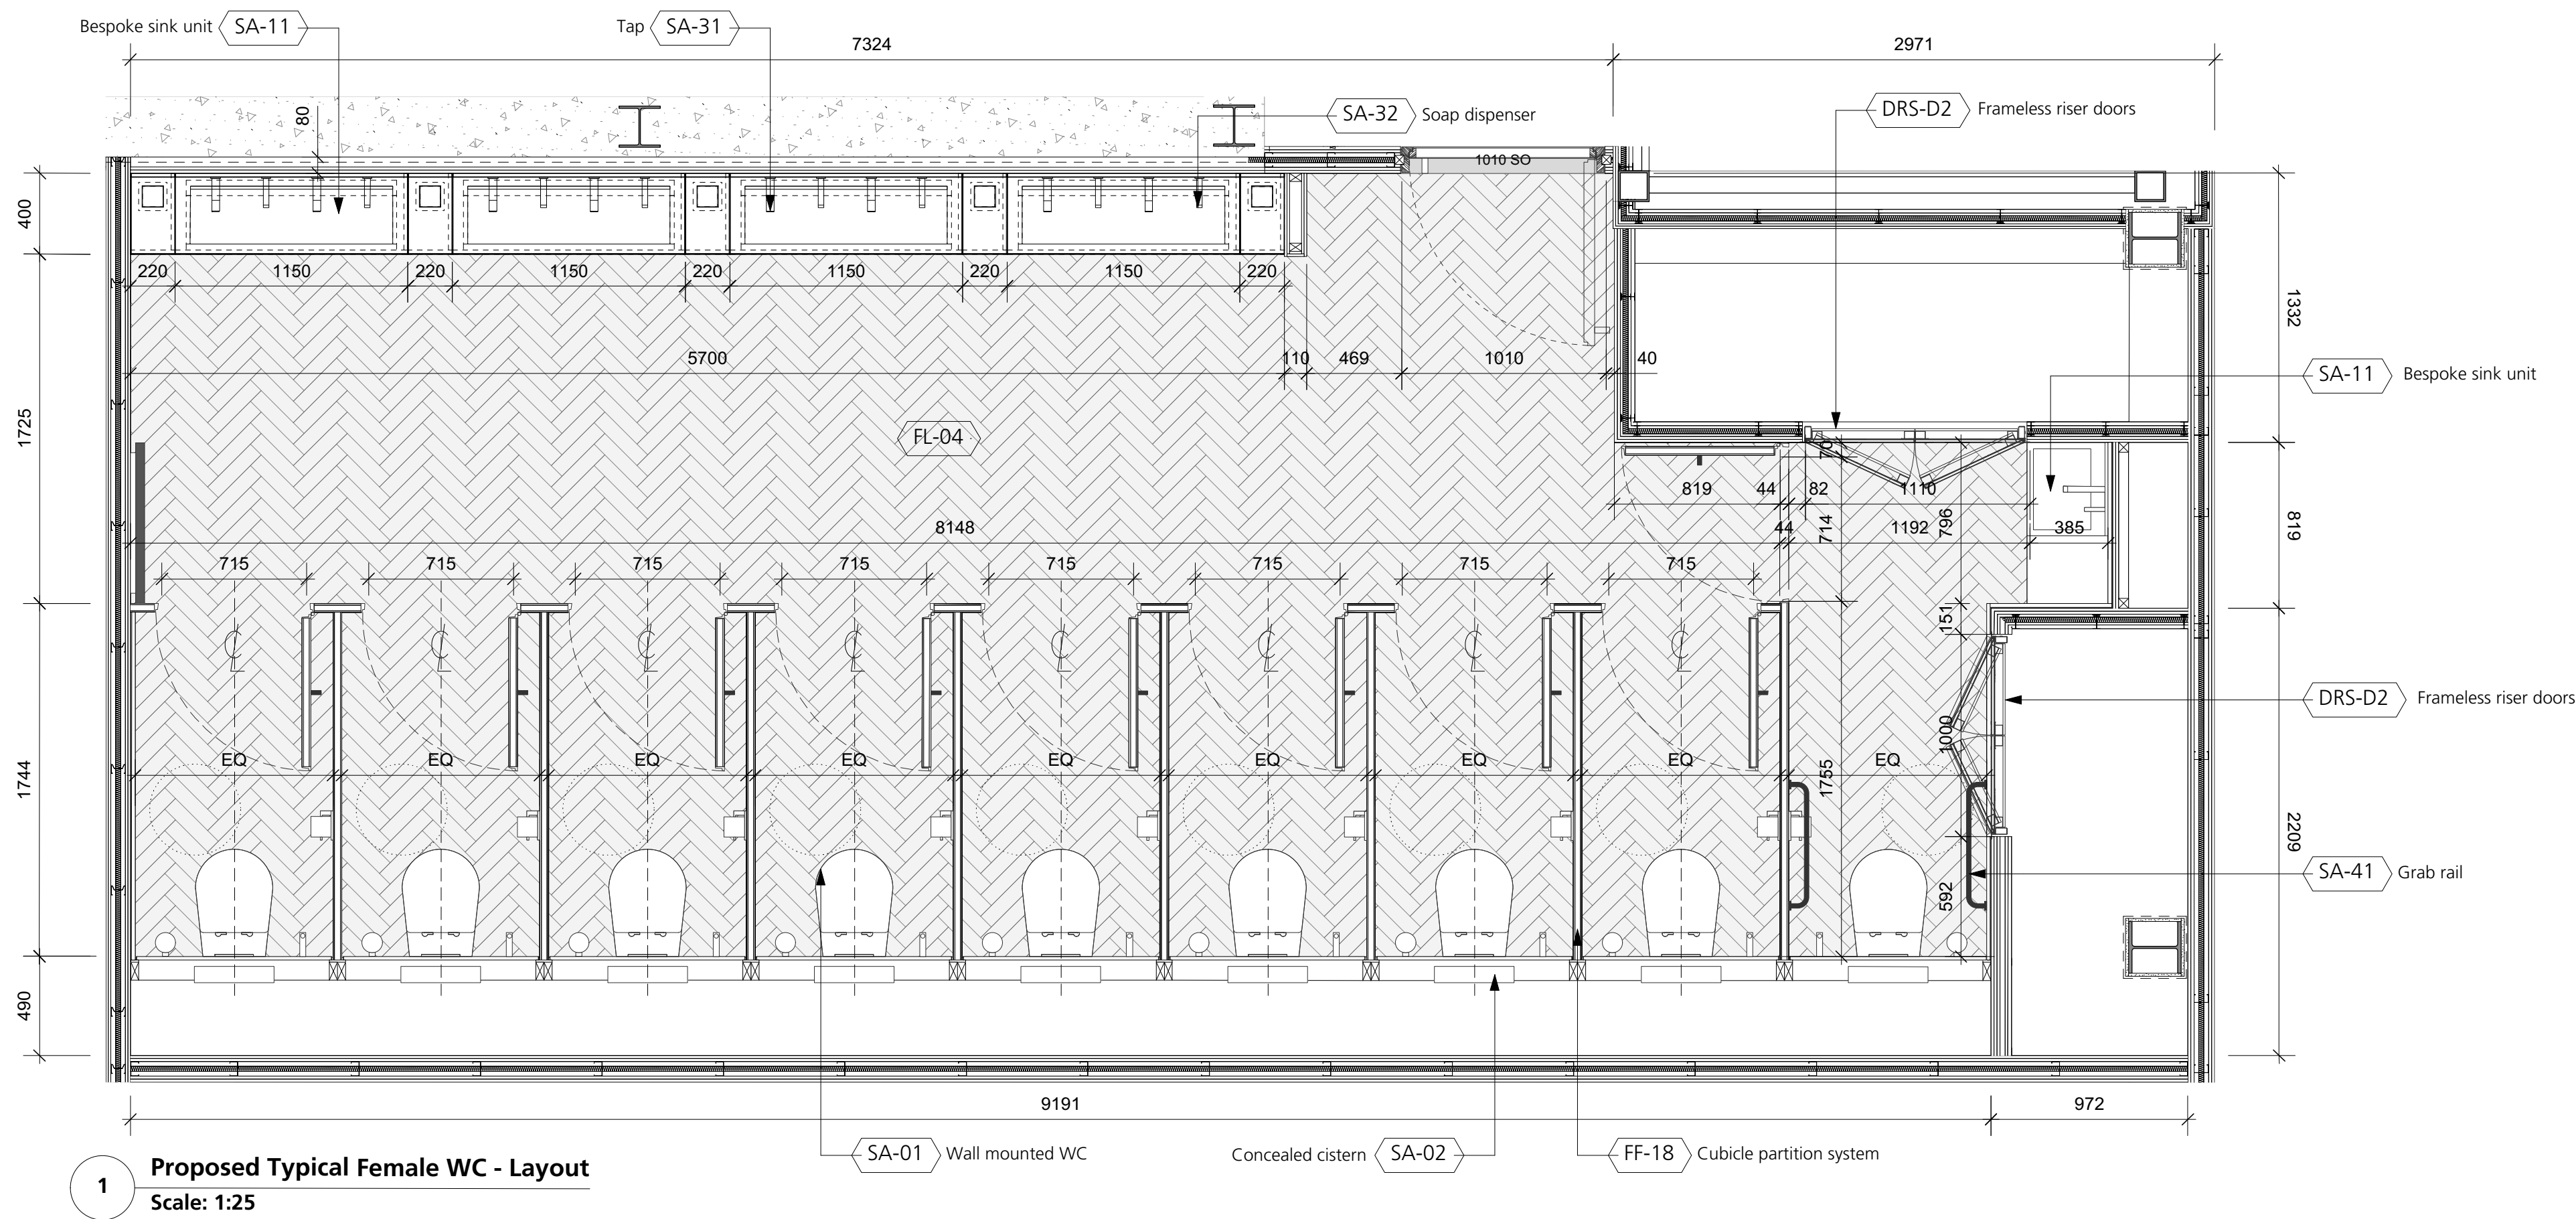 Bespoke sink unit SA-11
Tap SA-31
7324
2971
80
SA-32 Soap dispenser
DRS-D2 Frameless riser doors
1010 SO
400
220 1150 220 1150 220 1150 220 1150 220
1332
5700 110 469 1010 40
SA-11 Bespoke sink unit
1725
FL-04
70
819 44 82 1110
8148 44 714 1192 796 385
819
715 715 715 715 715 715 715 715
151
DRS-D2 Frameless riser doors
1000
EQ EQ EQ EQ EQ EQ EQ EQ EQ
1744
1755
2209
SA-41 Grab rail
592
490
9191
972
SA-01 Wall mounted WC
Concealed cistern SA-02
FF-18 Cubicle partition system
1 Proposed Typical Female WC - Layout
Scale: 1:25